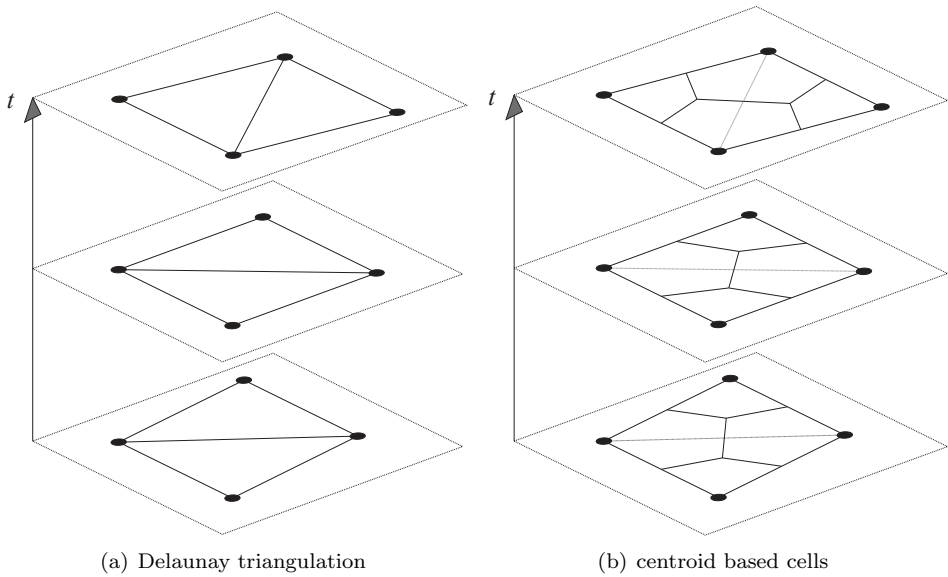 t
t
(a) Delaunay triangulation
(b) centroid based cells